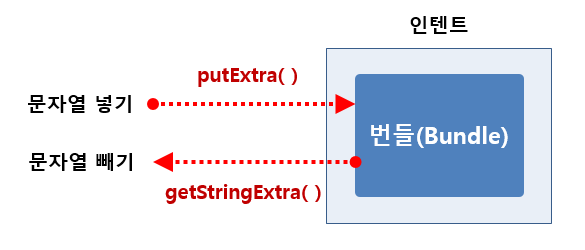 인텐트
putExtra( )
문자열 넣기
번들(Bundle)
문자열 빼기
getStringExtra( )